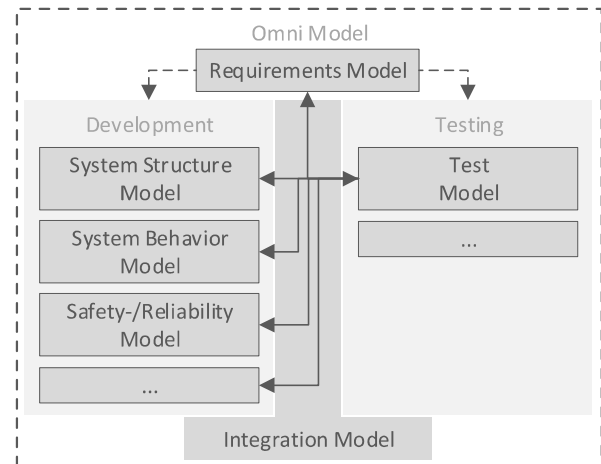 Omni Model
Requirements Model
Development
Testing
System Structure
Model
Test
Model
System Behavior
Model
...
Safety-/Reliability
Model
...
Integration Model